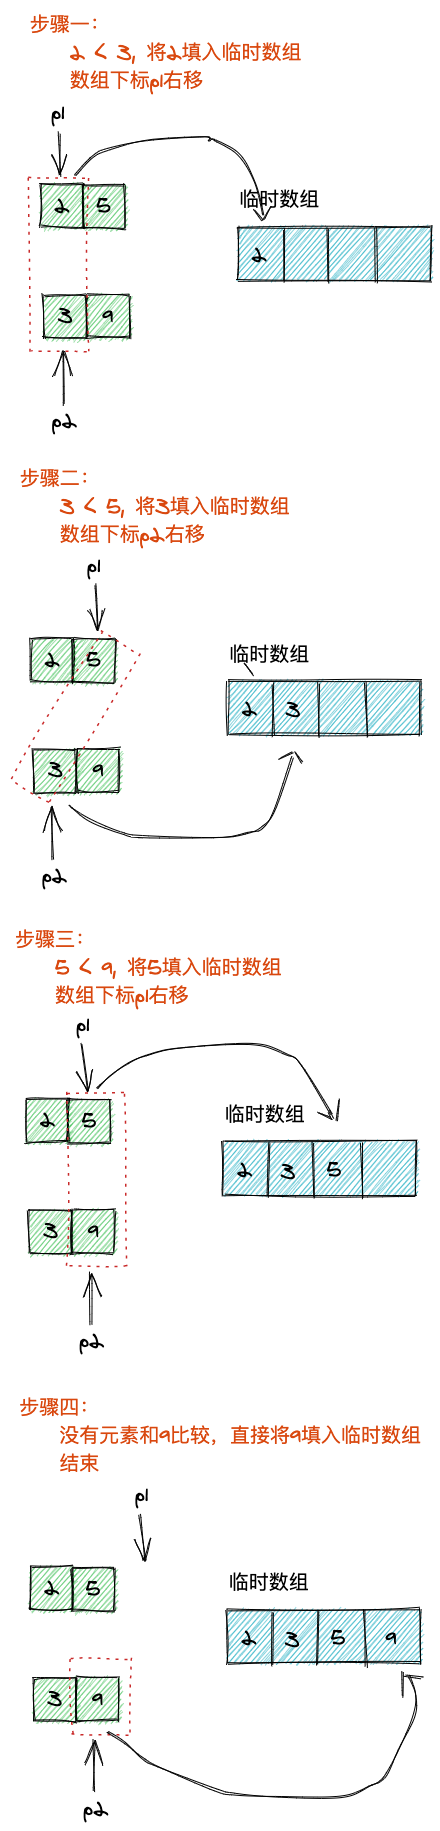 步骤一：
2 < 3，将2填入临时数组
数组下标p1右移
p1
临时数组
2 5
2
3 9
p2
步骤二：
3 < 5，将3填入临时数组
数组下标p2右移
p1
临时数组
2 5
2 3
3 9
p2
步骤三：
5 < 9，将5填入临时数组
数组下标p1右移
p1
临时数组
2 5
2 3 5
3 9
p2
步骤四：
没有元素和9比较，直接将9填入临时数组
结束
p1
临时数组
2 5
2 3 5 9
3 9
p2